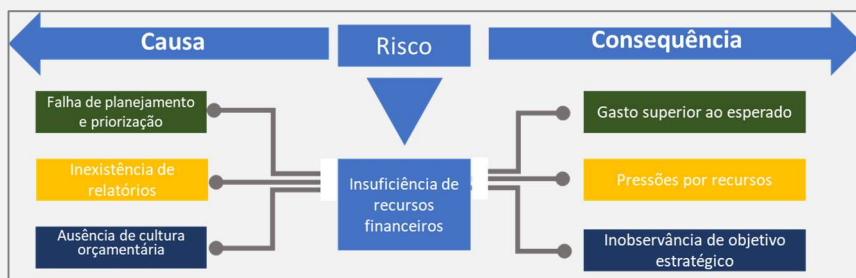 Causa
Risco
Consequência
Falha de planejamento
e priorização
Inexistência de
relatórios
Ausência de cultura
orçamentária
Insuficiência de
recursos
financeiros
Gasto superior ao esperado
Pressões por recursos
Inobservância de objetivo
estratégico